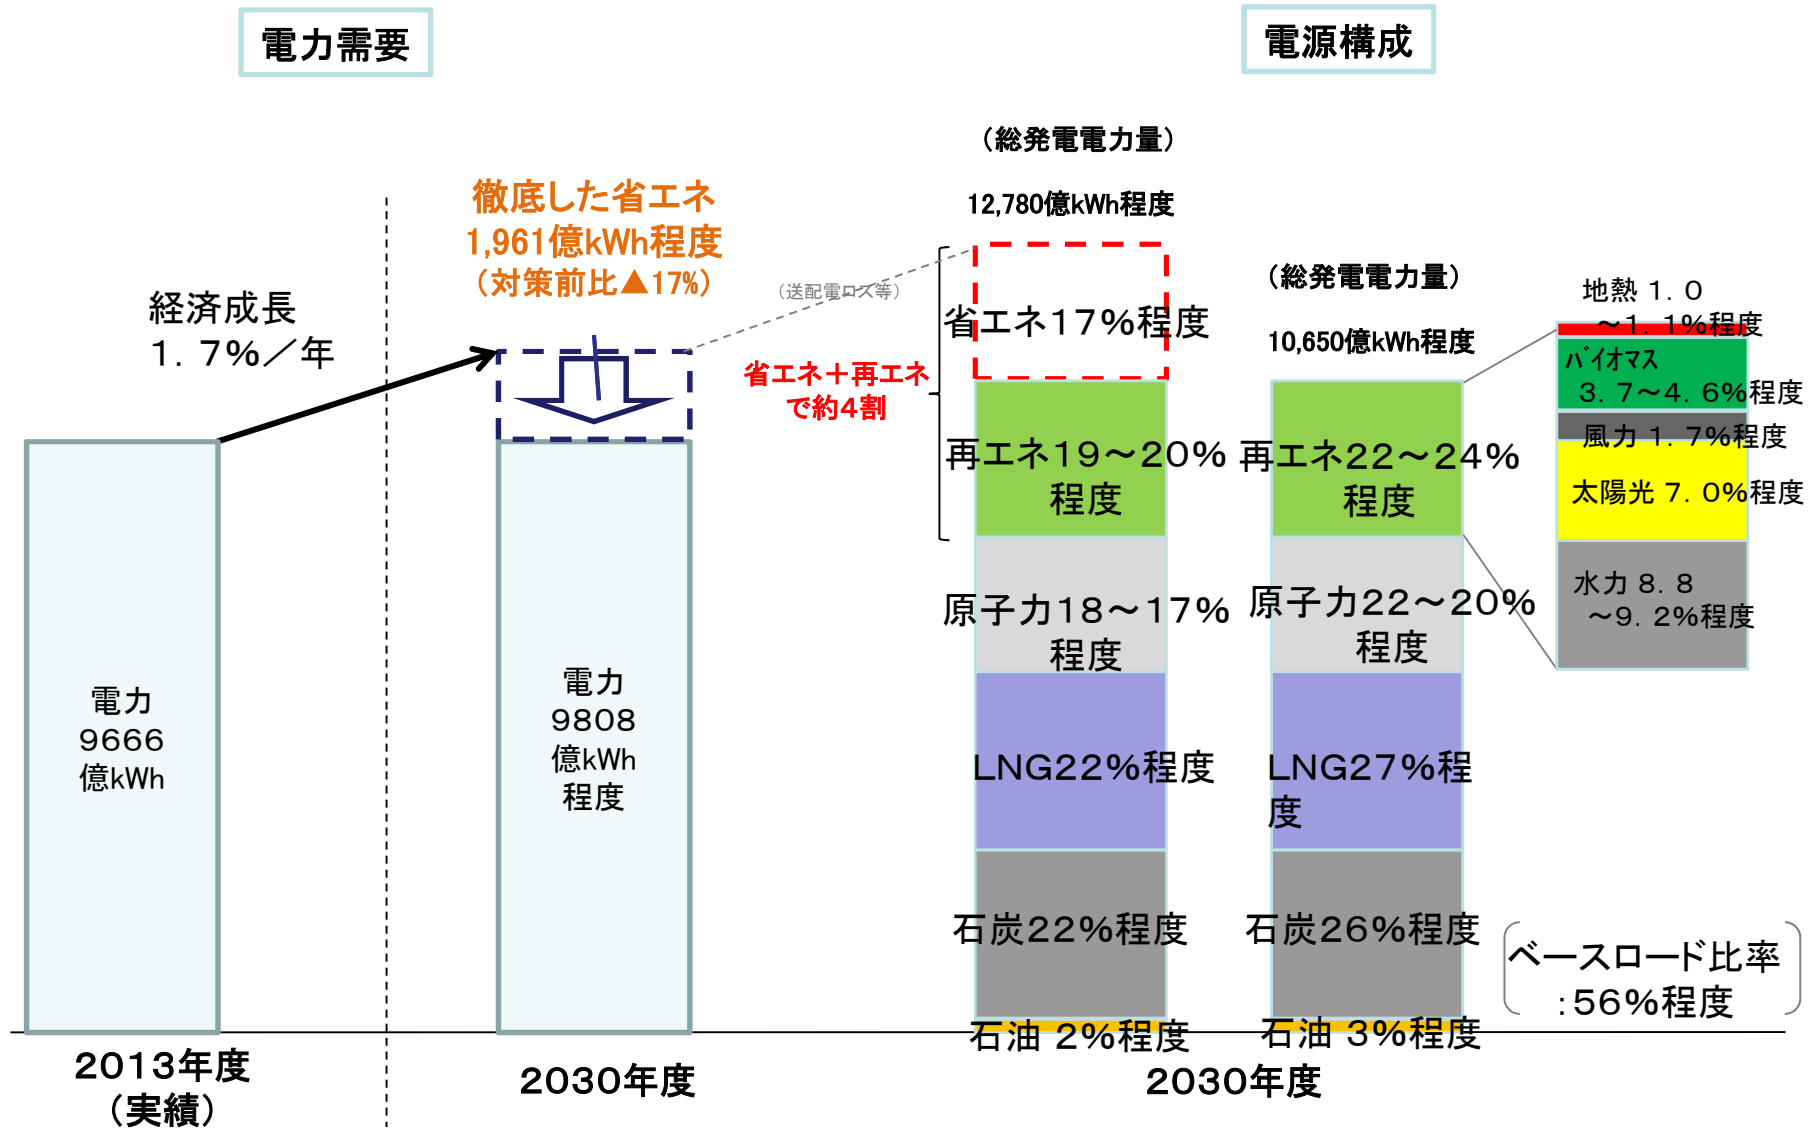 電力需要
電源構成
(総発電電力量)
12,780億kWh程度
徹底した省エネ
1,961億kWh程度
(対策前比▲17%)
(送配電ロス等)
経済成長
1．7％／年
(総発電電力量)
10,650億kWh程度
省エネ17%程度
省エネ＋再エネ
で約4割
地熱 1．0
～1．1%程度
バイオマス
3．7～4．6%程度
風力 1．7%程度
太陽光 7．0%程度
水力 8．8
～9．2%程度
再エネ19～20%
程度
再エネ22～24%
程度
原子力18～17%
程度
原子力22～20%
程度
電力
9666
億kWh
電力
9808
億kWh
程度
LNG22%程度
LNG27%程
度
石炭22%程度
石炭26%程度
ベースロード比率
:56%程度
石油 2%程度
石油 3%程度
2013年度
(実績)
2030年度
2030年度